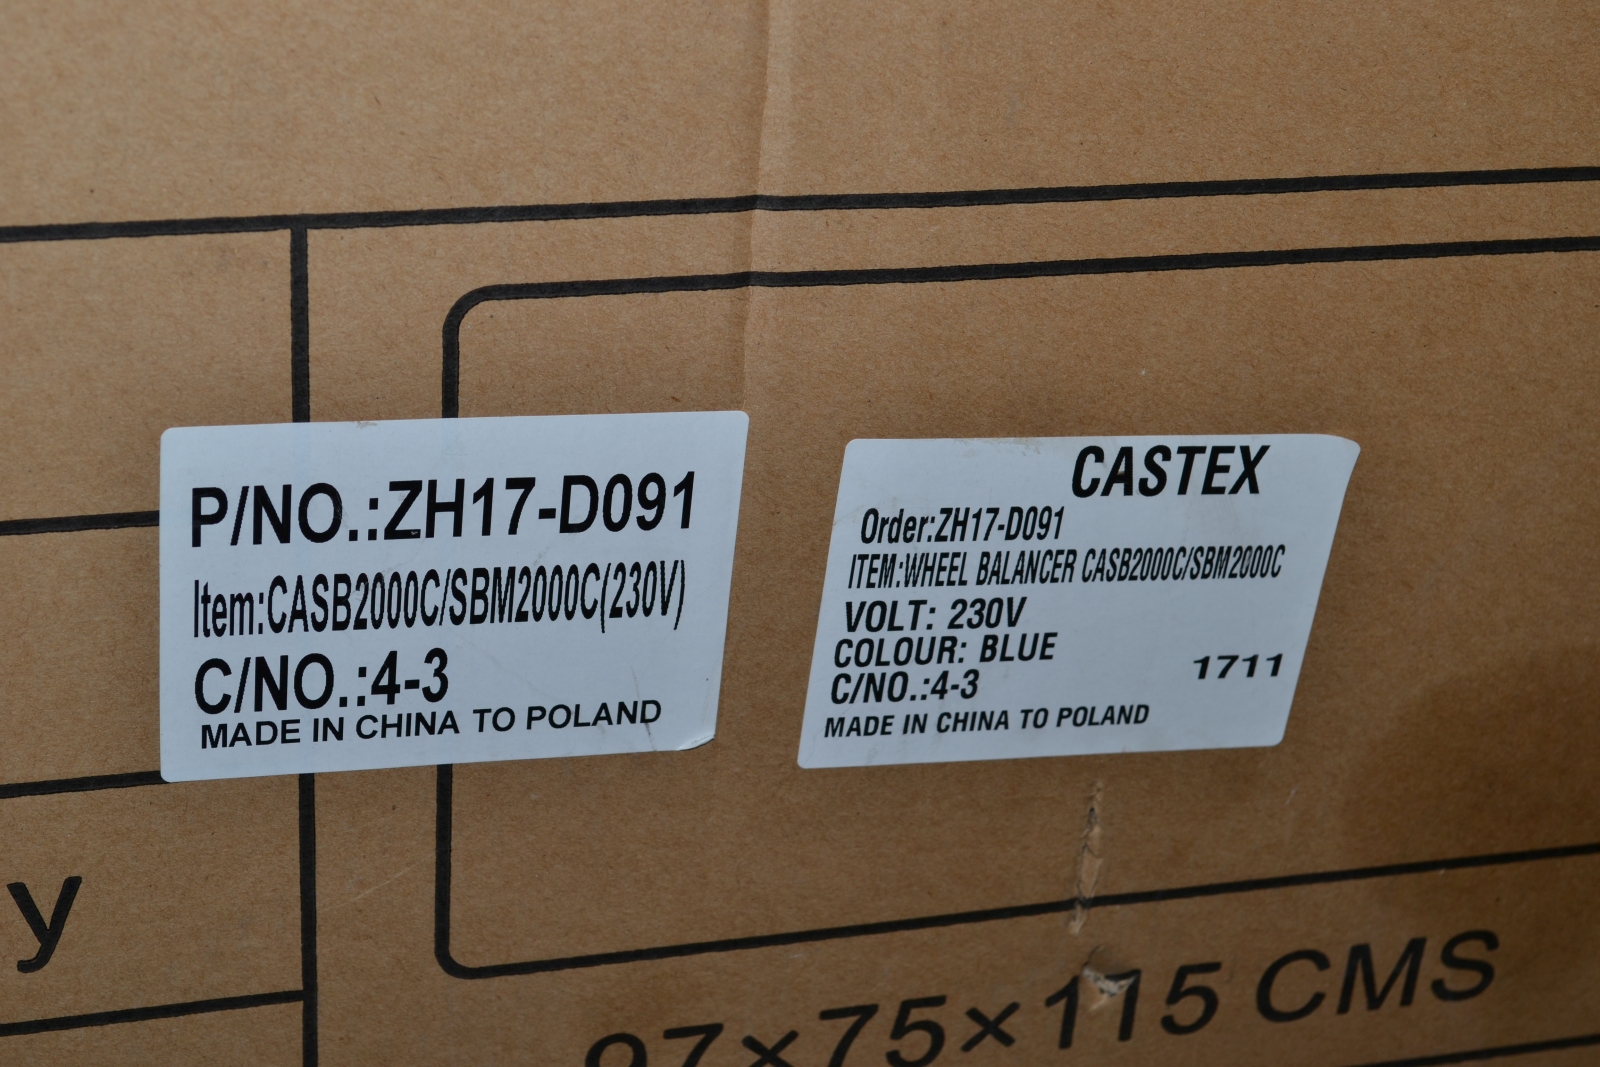 P/NO.:ZH17-D091
Item:CASB2000C/SBM2000C(230V)
C/NO.:4-3
MADE IN CHINA TO POLAND
CASTEX
Order:ZH17-D091
ITEM:WHEEL BALANCER CASB2000C/SBM2000C
VOLT: 230V
COLOUR: BLUE
C/NO.:4-3
1711
MADE IN CHINA TO POLAND
y
97×75×115 CMS